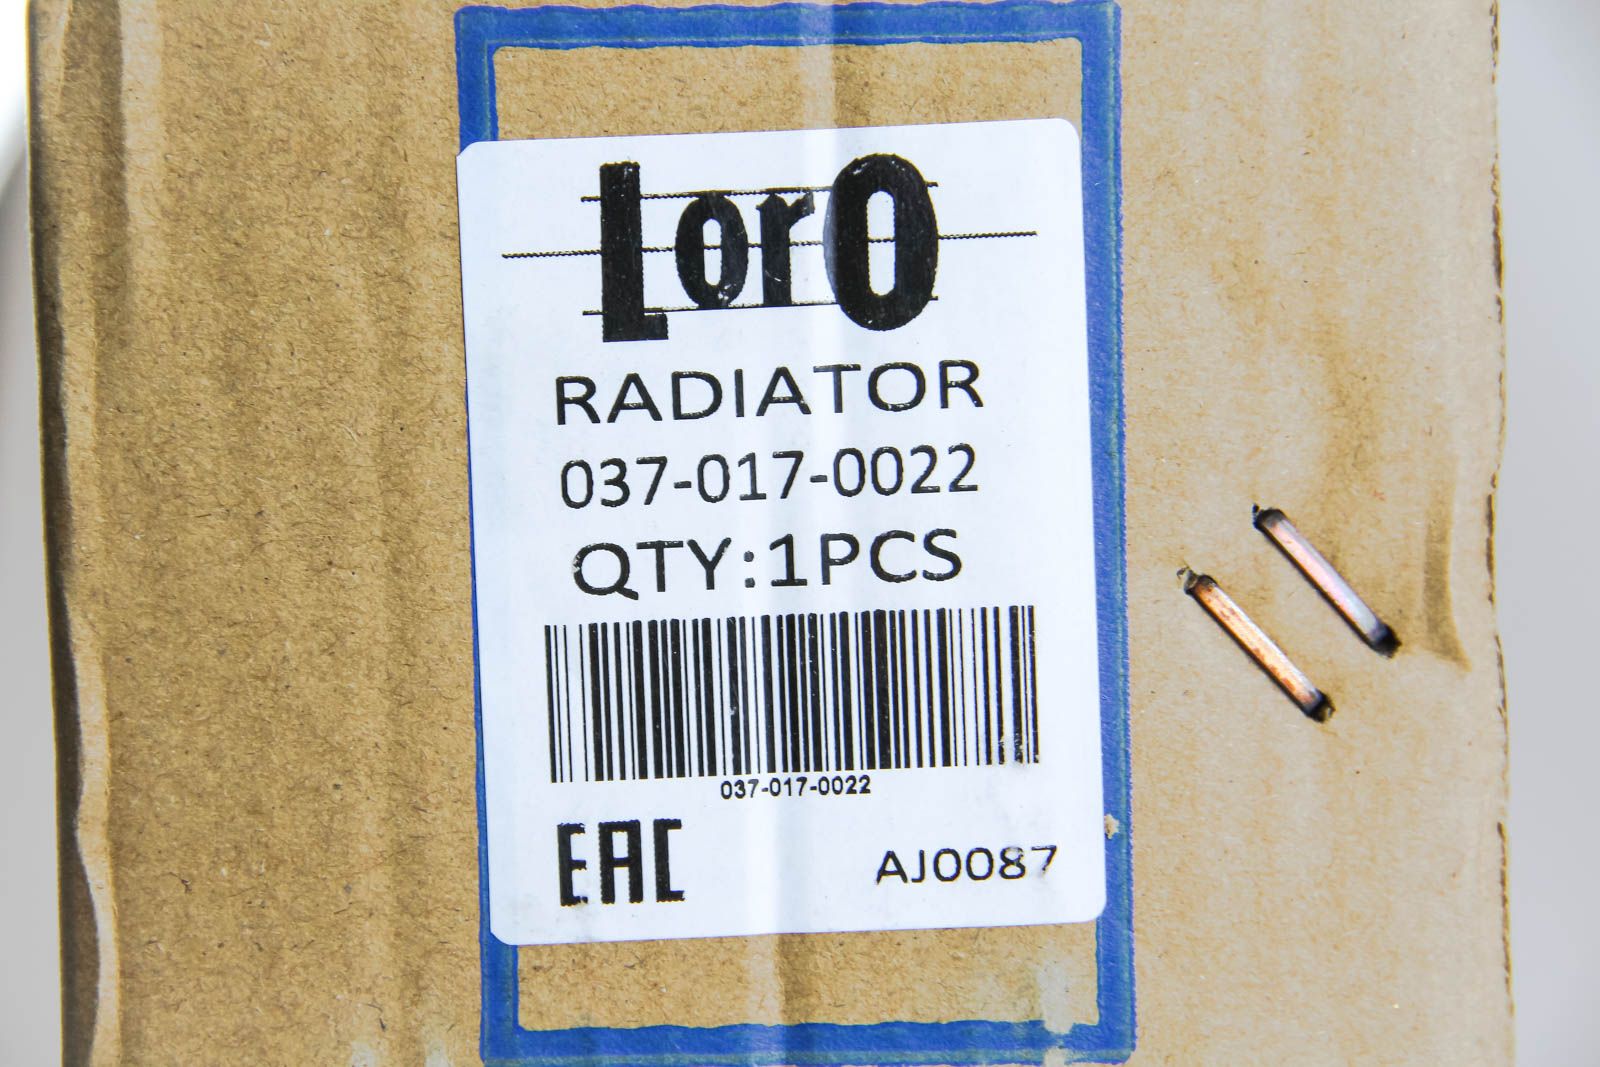 LorO
RADIATOR
037-017-0022
QTY:1PCS
037-017-0022
EAC
AJ0087